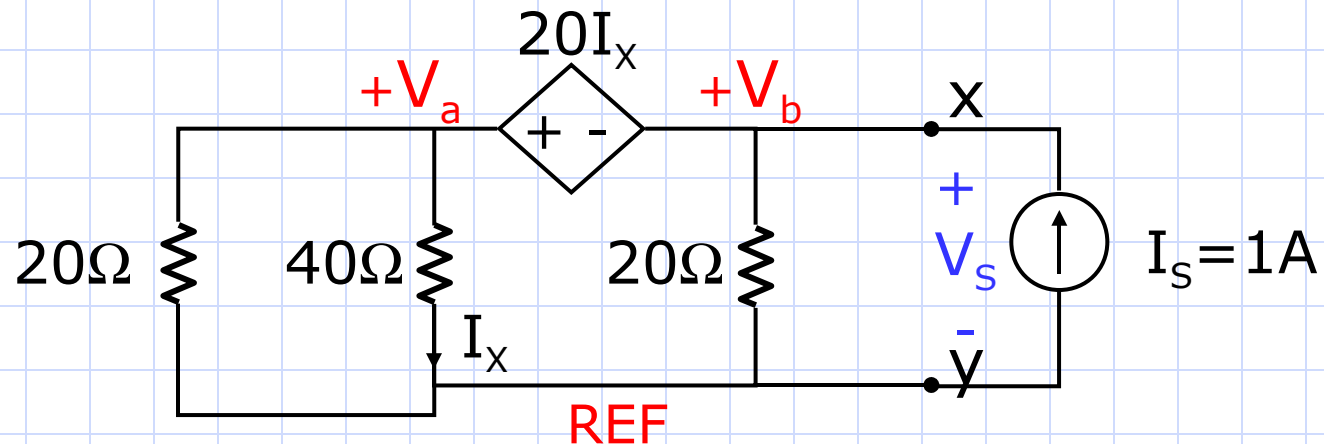 20Iₓ
+Vₐ
+V_b
+ -
x
+
20Ω
40Ω
20Ω
V_S
I_S=1A
Iₓ
-
y
REF